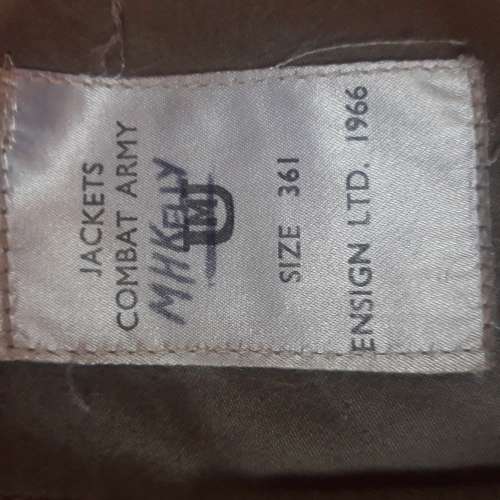 JACKETS
COMBAT ARMY
MHKELLY
M
SIZE 361
ENSIGN LTD. 1966